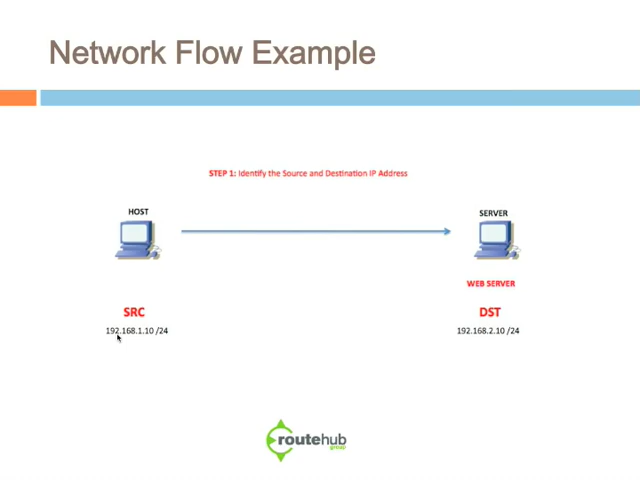 Network Flow Example
STEP 1: Identify the Source and Destination IP Address
HOST
SERVER
WEB SERVER
SRC
DST
192.168.1.10 /24
192.168.2.10 /24
routehub
group